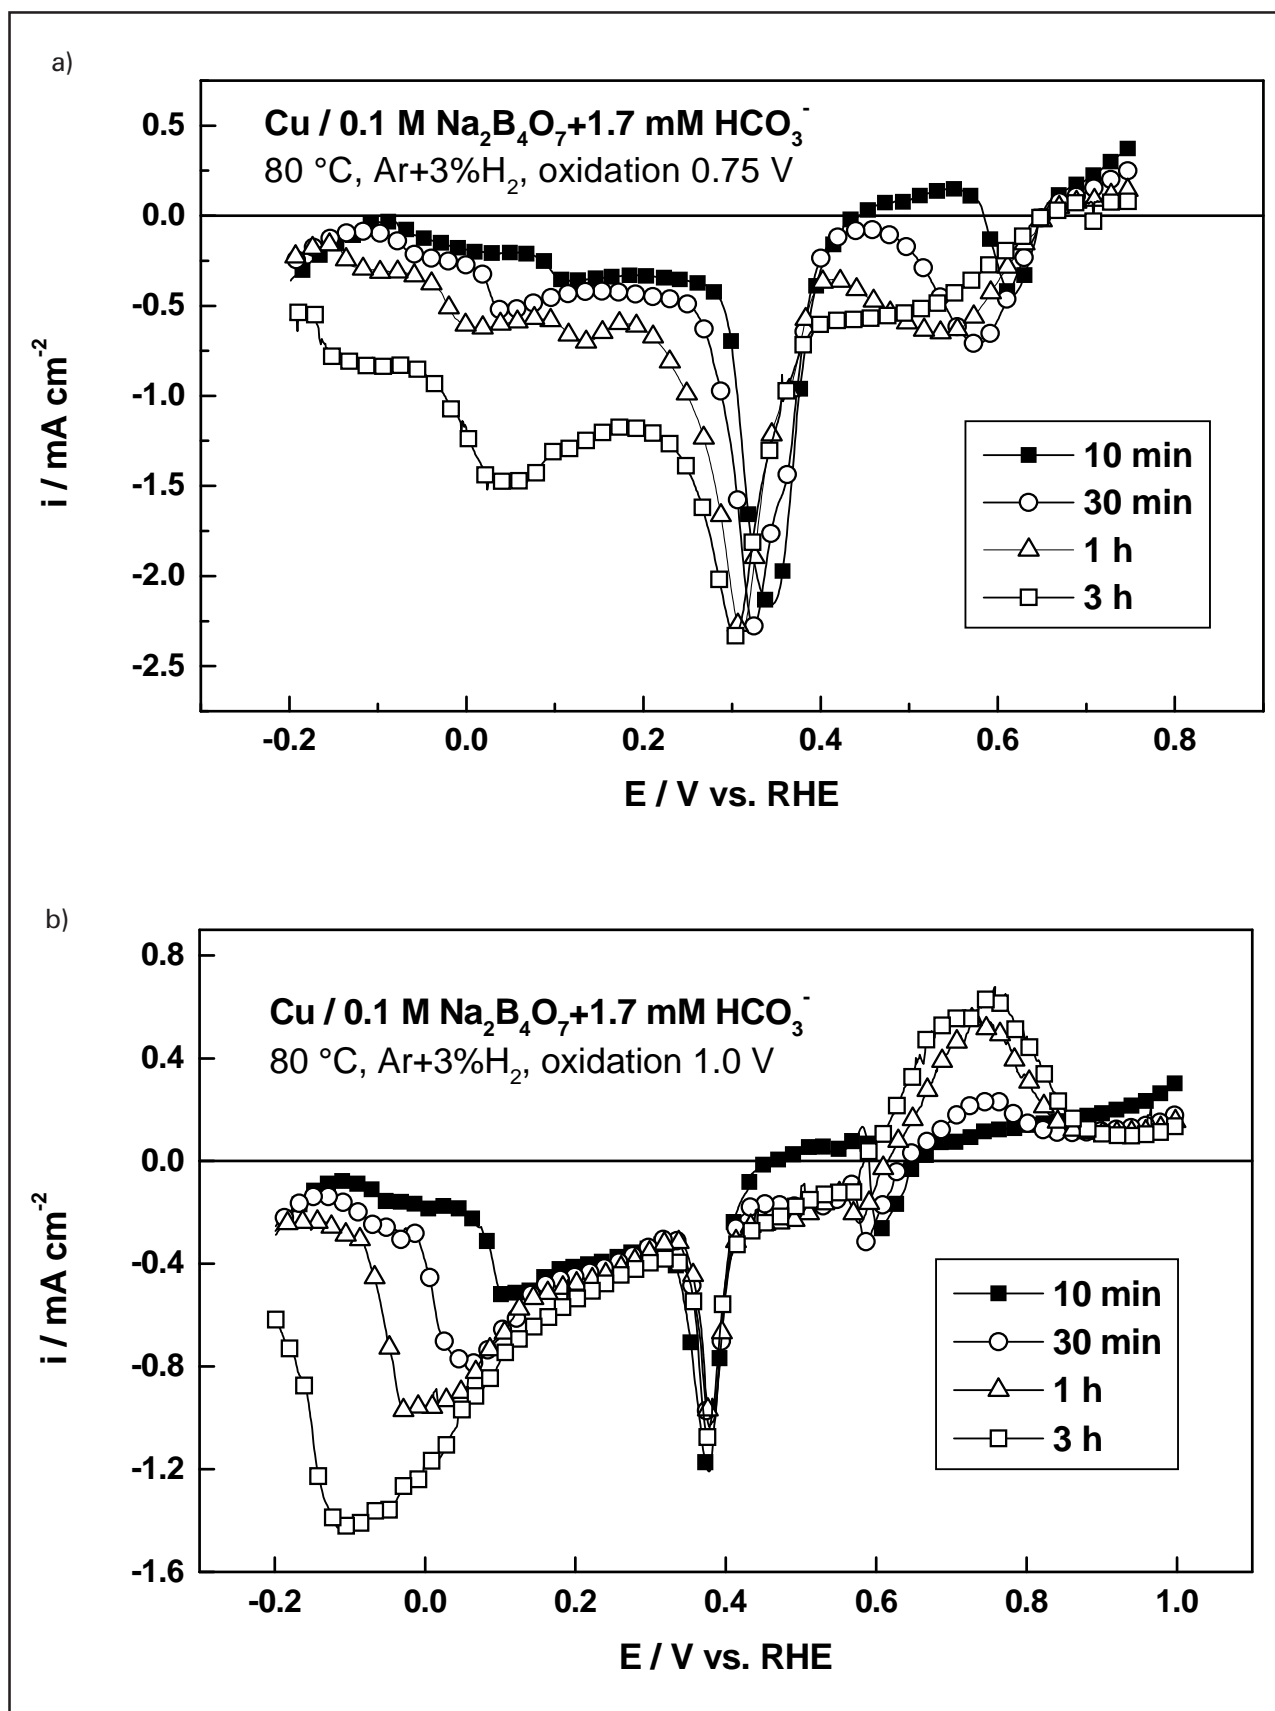 a)
Cu / 0.1 M Na₂B₄O₇+1.7 mM HCO₃⁻
80 °C, Ar+3%H₂, oxidation 0.75 V
0.5
0.0
-0.5
-1.0
-1.5
-2.0
-2.5
i / mA cm⁻²
10 min
30 min
1 h
3 h
-0.2 0.0 0.2 0.4 0.6 0.8
E / V vs. RHE
b)
Cu / 0.1 M Na₂B₄O₇+1.7 mM HCO₃⁻
80 °C, Ar+3%H₂, oxidation 1.0 V
0.8
0.4
0.0
-0.4
-0.8
-1.2
-1.6
i / mA cm⁻²
10 min
30 min
1 h
3 h
-0.2 0.0 0.2 0.4 0.6 0.8 1.0
E / V vs. RHE